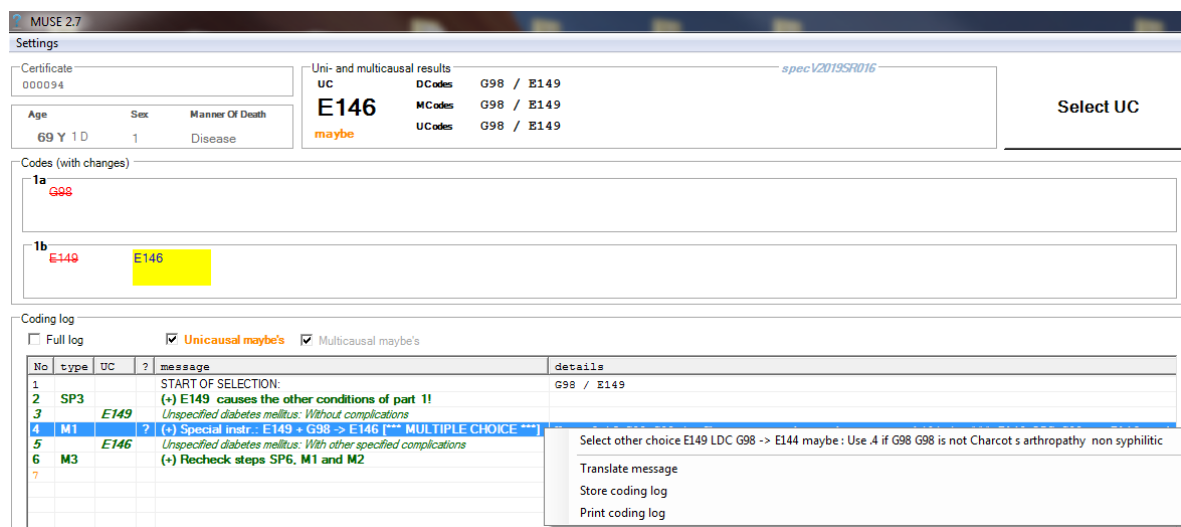 MUSE 2.7
Settings
Certificate
000094
Age Sex Manner Of Death
69 Y 1 D 1 Disease
Uni- and multicausal results specV2019SR016
UC DCodes G98 / E149
E146 MCodes G98 / E149
maybe UCodes G98 / E149
Select UC
Codes (with changes)
1a
G98
1b
E149 E146
Coding log
Full log Unicausal maybe's Multicausal maybe's
No type UC ? message details
1 START OF SELECTION: G98 / E149
2 SP3 (+) E149 causes the other conditions of part 1!
3 E149 Unspecified diabetes mellitus: Without complications
4 M1 ? (+) Special instr.: E149 + G98 -> E146 [*** MULTIPLE CHOICE ***]
5 E146 Unspecified diabetes mellitus: With other specified complications
6 M3 (+) Recheck steps SP6, M1 and M2
7
Select other choice E149 LDC G98 -> E144 maybe : Use .4 if G98 G98 is not Charcot s arthropathy non syphilitic
Translate message
Store coding log
Print coding log